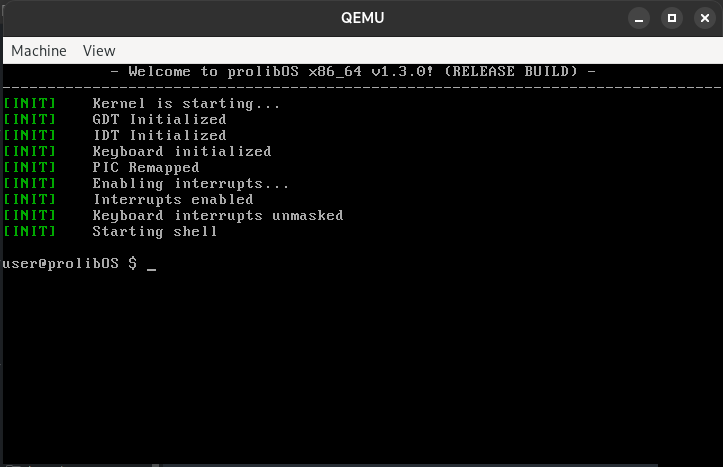 QEMU
Machine View
- Welcome to prolibOS x86_64 v1.3.0! (RELEASE BUILD) -
--------------------------------------------------------------------------------
[INIT] Kernel is starting...
[INIT] GDT Initialized
[INIT] IDT Initialized
[INIT] Keyboard initialized
[INIT] PIC Remapped
[INIT] Enabling interrupts...
[INIT] Interrupts enabled
[INIT] Keyboard interrupts unmasked
[INIT] Starting shell
user@prolibOS $ _